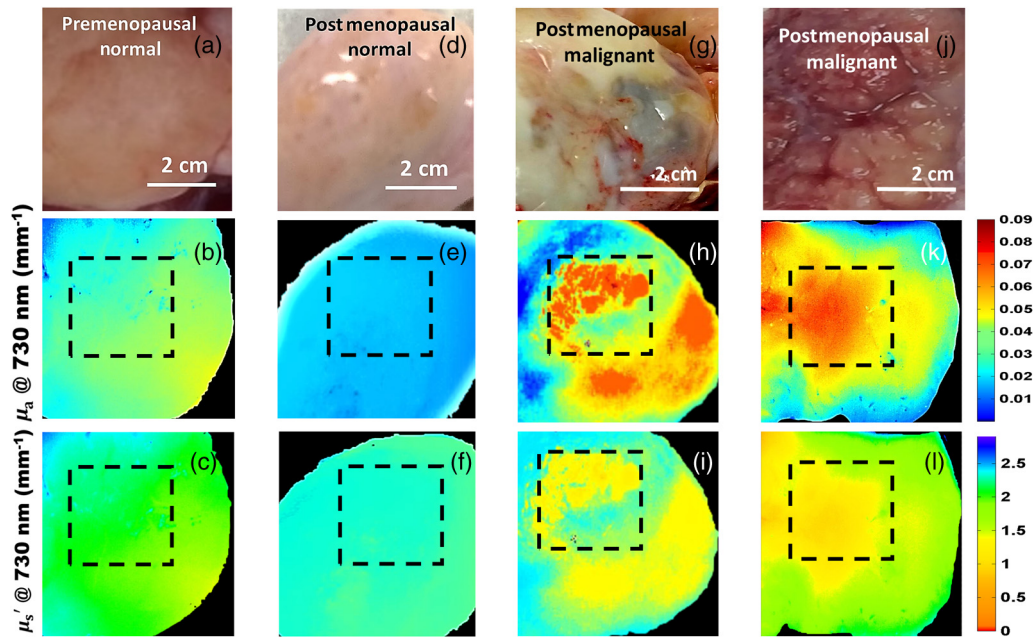 Premenopausal
normal
(a)
2 cm
Post menopausal
normal
(d)
2 cm
Post menopausal
malignant
(g)
2 cm
Post menopausal
malignant
(j)
2 cm
μa @ 730 nm (mm-1)
(b)
(e)
(h)
(k)
0.09
0.08
0.07
0.06
0.05
0.04
0.03
0.02
0.01
μs′ @ 730 nm (mm-1)
(c)
(f)
(i)
(l)
2.5
2
1.5
1
0.5
0